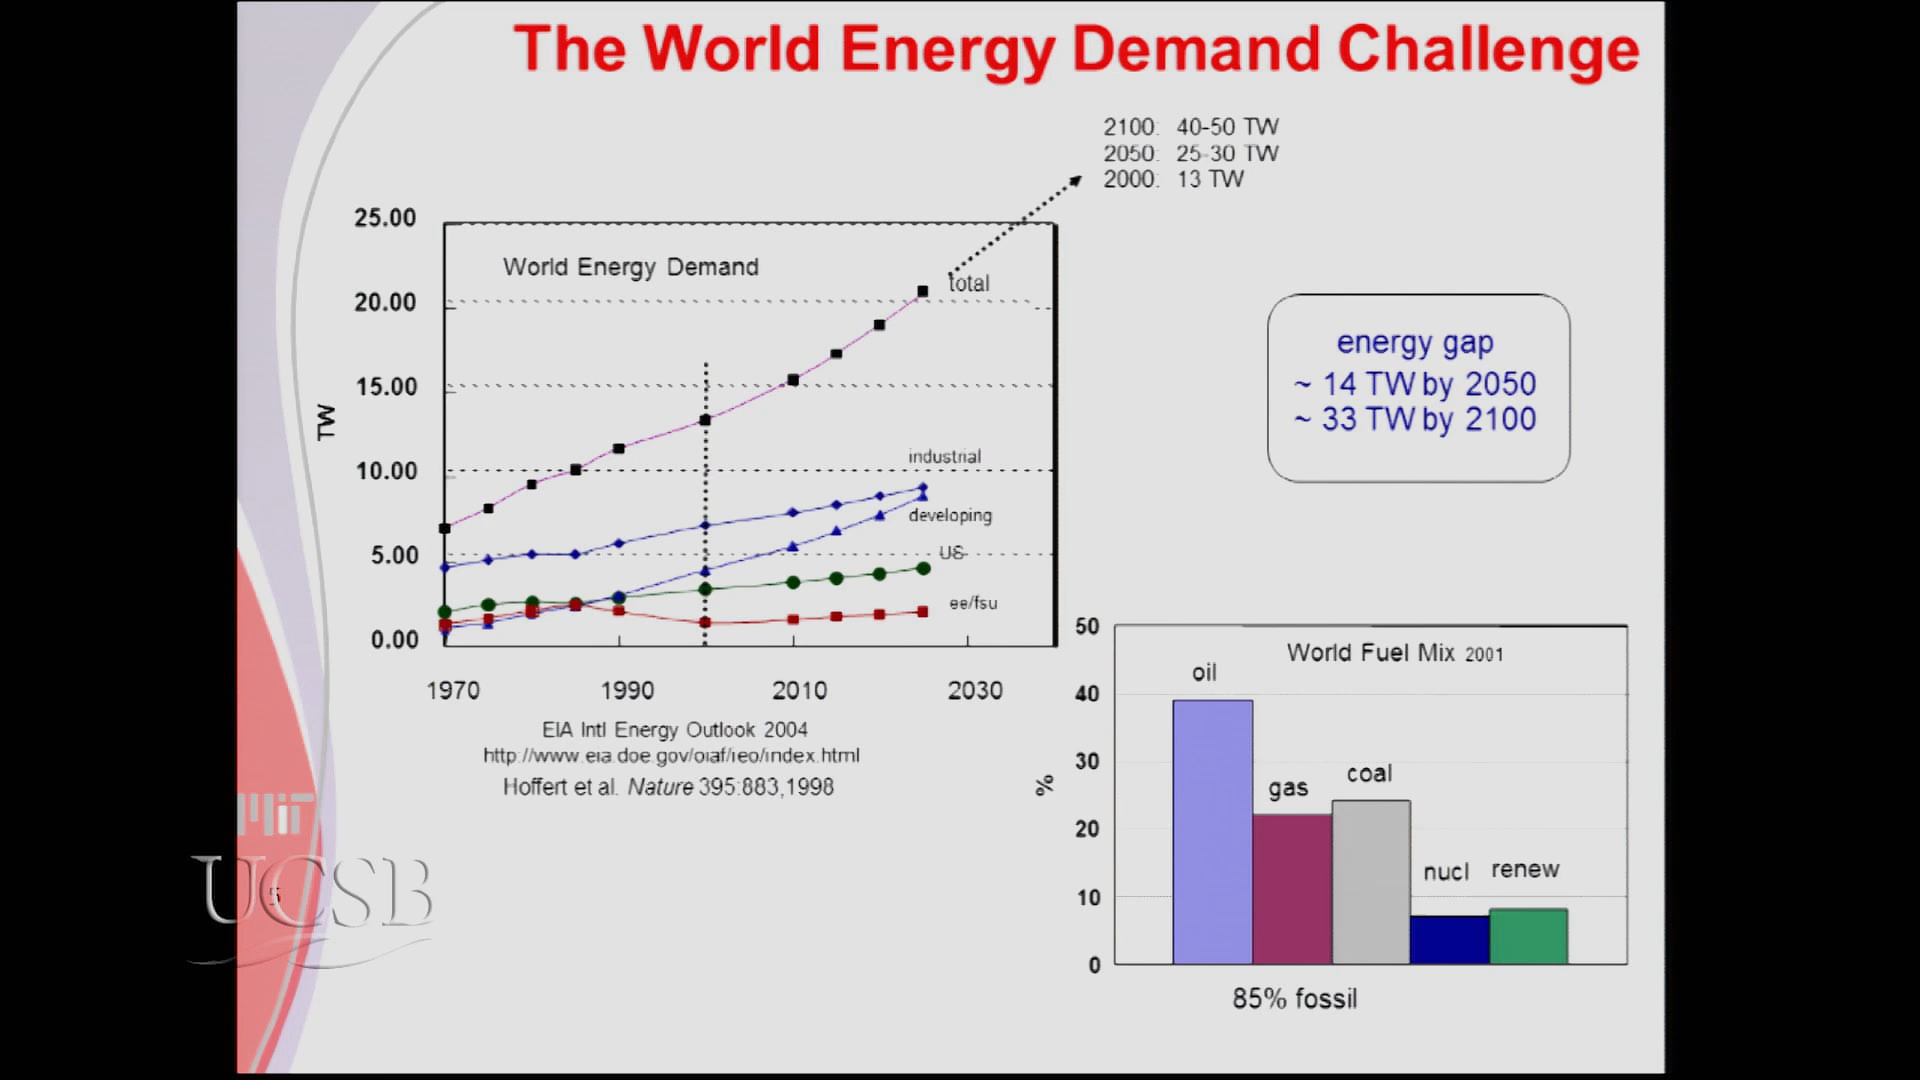 The World Energy Demand Challenge
2100: 40-50 TW
2050: 25-30 TW
2000: 13 TW
25.00
20.00
15.00
10.00
5.00
0.00
TW
World Energy Demand
total
industrial
developing
US
ee/fsu
1970 1990 2010 2030
EIA Intl Energy Outlook 2004
http://www.eia.doe.gov/oiaf/ieo/index.html
Hoffert et al. Nature 395:883,1998
energy gap
~ 14 TW by 2050
~ 33 TW by 2100
50
40
30
20
10
0
%
World Fuel Mix 2001
oil
gas
coal
nucl
renew
85% fossil
MIT
UCSB
5